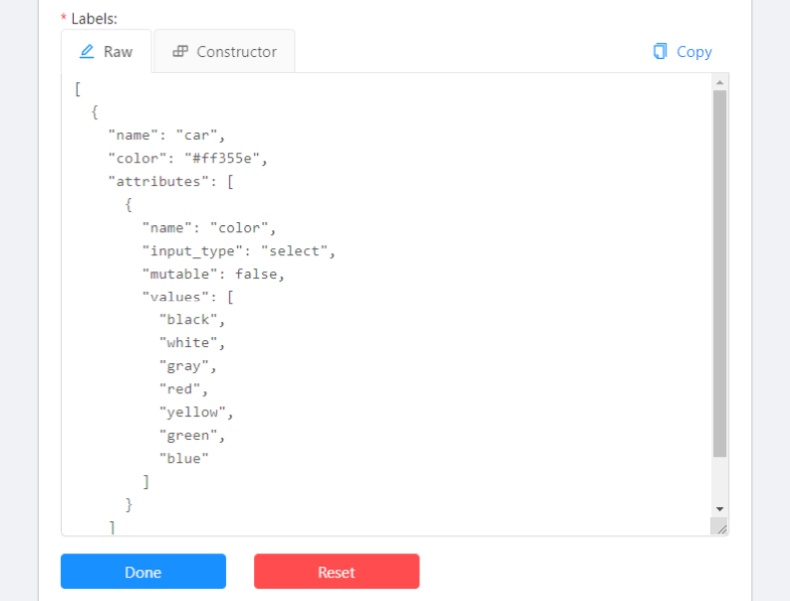 * Labels:
Raw
Constructor
Copy
[
  {
    "name": "car",
    "color": "#ff355e",
    "attributes": [
      {
        "name": "color",
        "input_type": "select",
        "mutable": false,
        "values": [
          "black",
          "white",
          "gray",
          "red",
          "yellow",
          "green",
          "blue"
        ]
      }
    ]
Done
Reset